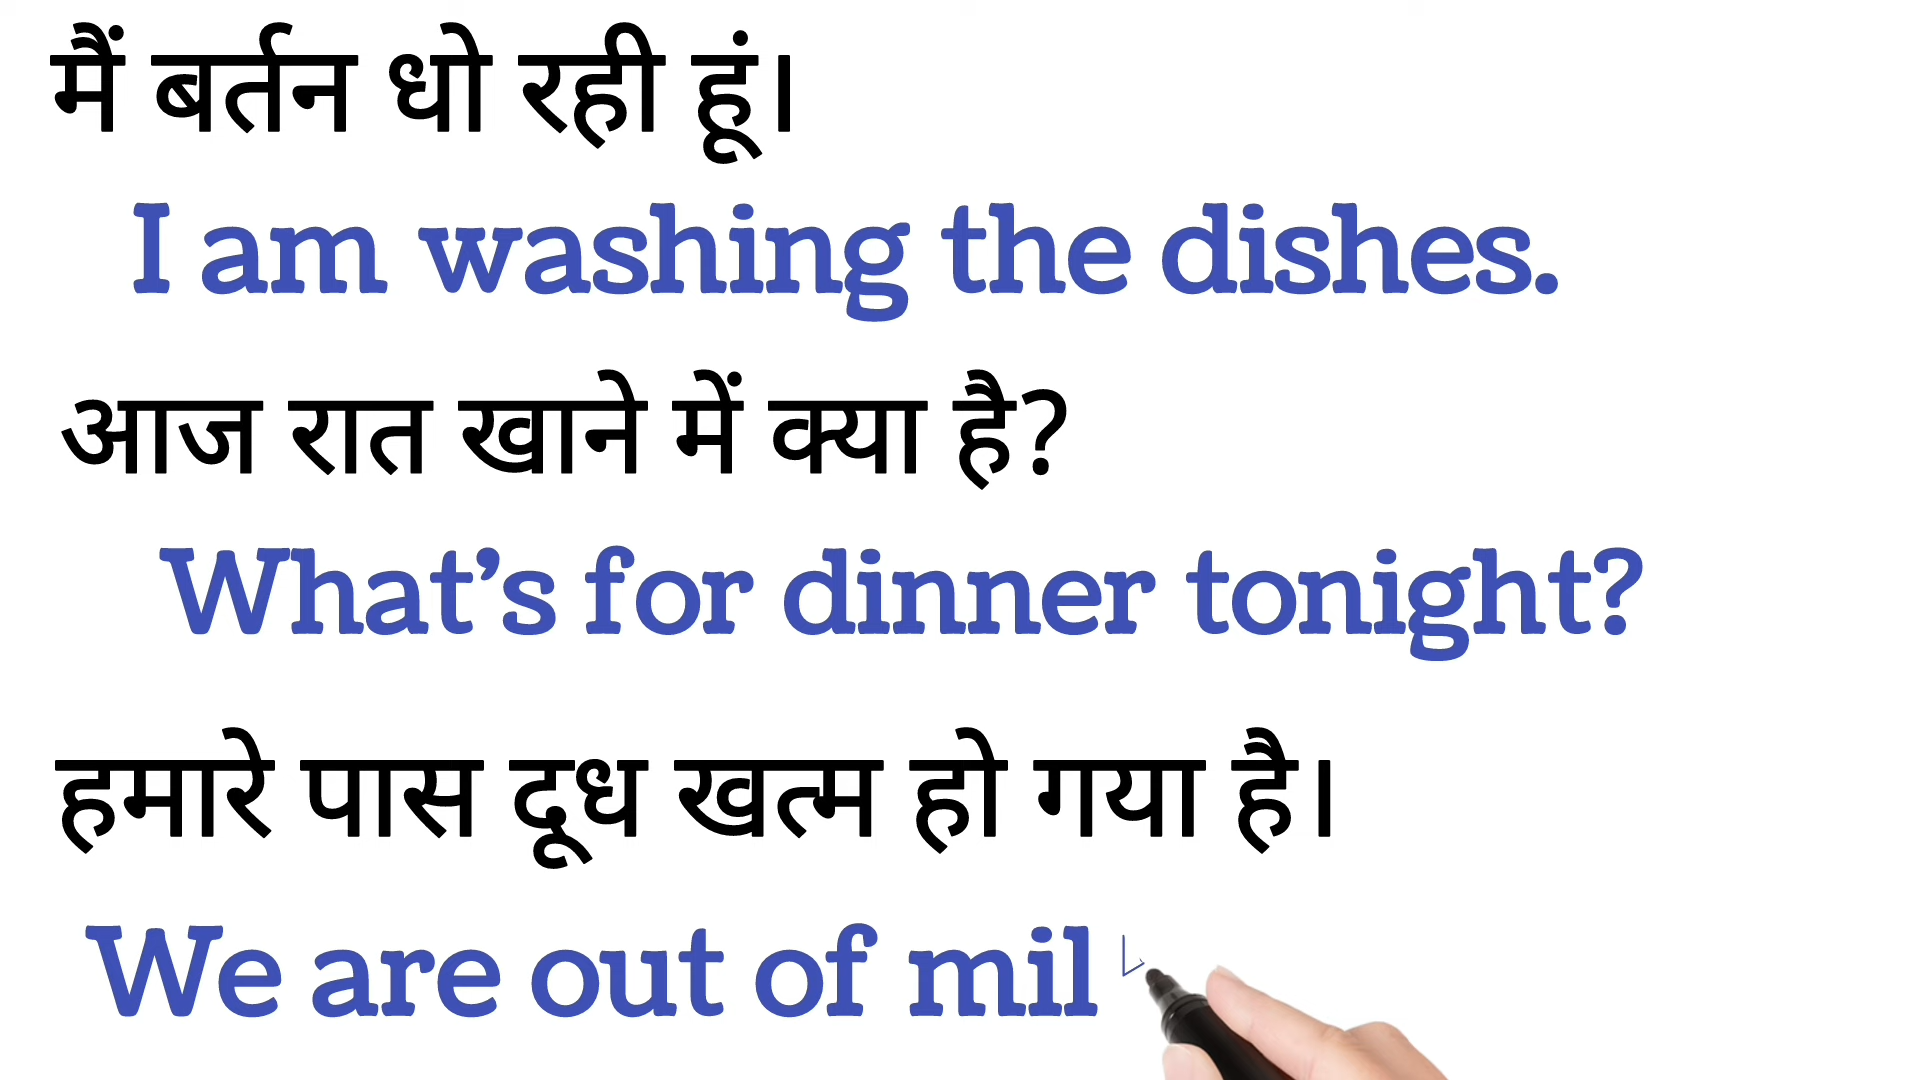 मैं बर्तन धो रही हूं।
I am washing the dishes.
आज रात खाने में क्या है?
What’s for dinner tonight?
हमारे पास दूध खत्म हो गया है।
We are out of mil